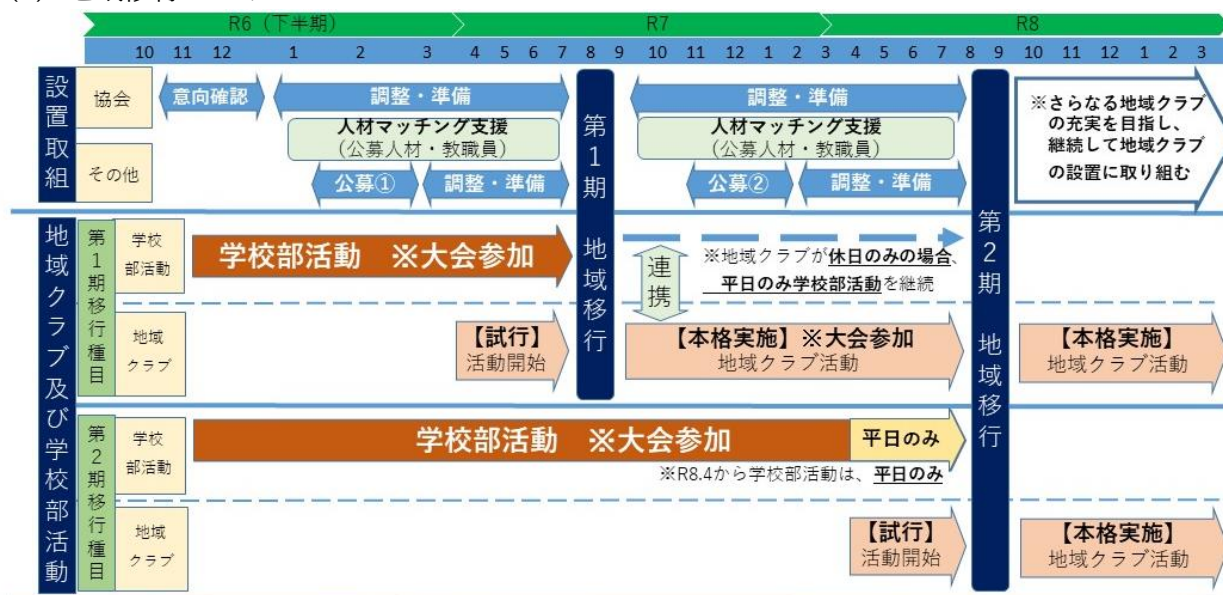 R6（下半期）
R7
R8
10 11 12 1 2 3 4 5 6 7 8 9 10 11 12 1 2 3 4 5 6 7 8 9 10 11 12 1 2 3
設置取組
協会
意向確認
調整・準備
人材マッチング支援
（公募人材・教職員）
その他
公募①
調整・準備
第1期　地域移行
調整・準備
人材マッチング支援
（公募人材・教職員）
公募②
調整・準備
※さらなる地域クラブ
の充実を目指し、
継続して地域クラブ
の設置に取り組む
地域クラブ及び学校部活動
第1期移行種目
学校
部活動
学校部活動　※大会参加
連携
※地域クラブが休日のみの場合、
平日のみ学校部活動を継続
第2期　地域移行
地域
クラブ
【試行】
活動開始
【本格実施】※大会参加
地域クラブ活動
【本格実施】
地域クラブ活動
第2期移行種目
学校
部活動
学校部活動　※大会参加
平日のみ
※R8.4から学校部活動は、平日のみ
地域
クラブ
【試行】
活動開始
【本格実施】
地域クラブ活動